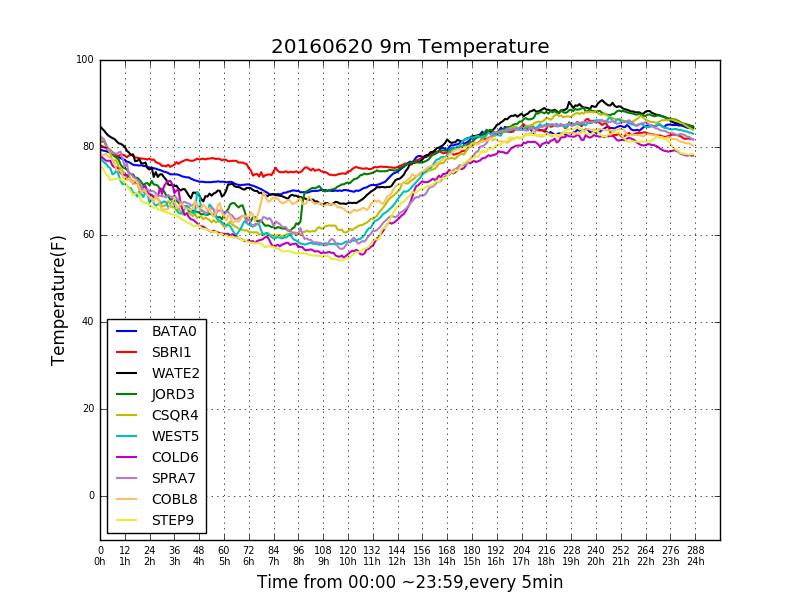 20160620 9m Temperature
100
80
60
40
20
0
Temperature(F)
BATA0
SBRI1
WATE2
JORD3
CSQR4
WEST5
COLD6
SPRA7
COBL8
STEP9
0 12 24 36 48 60 72 84 96 108 120 132 144 156 168 180 192 204 216 228 240 252 264 276 288
0h 1h 2h 3h 4h 5h 6h 7h 8h 9h 10h 11h 12h 13h 14h 15h 16h 17h 18h 19h 20h 21h 22h 23h 24h
Time from 00:00 ~23:59,every 5min